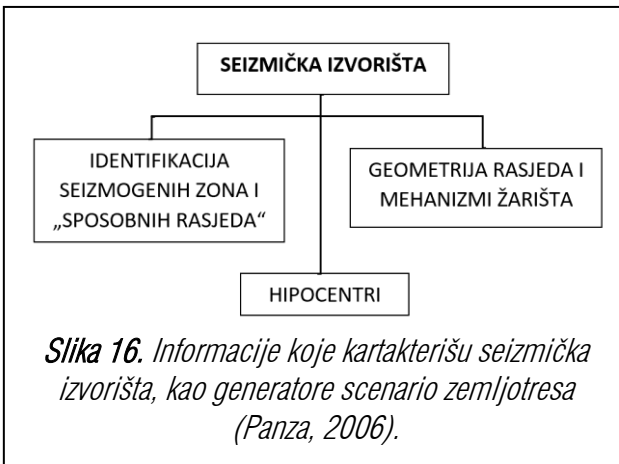 SEIZMIČKA IZVORIŠTA
IDENTIFIKACIJA
SEIZMOGENIH ZONA I
„SPOSOBNIH RASJEDA“
GEOMETRIJA RASJEDA I
MEHANIZMI ŽARIŠTA
HIPOCENTRI
Slika 16. Informacije koje kartakterišu seizmička
izvorišta, kao generatore scenario zemljotresa
(Panza, 2006).